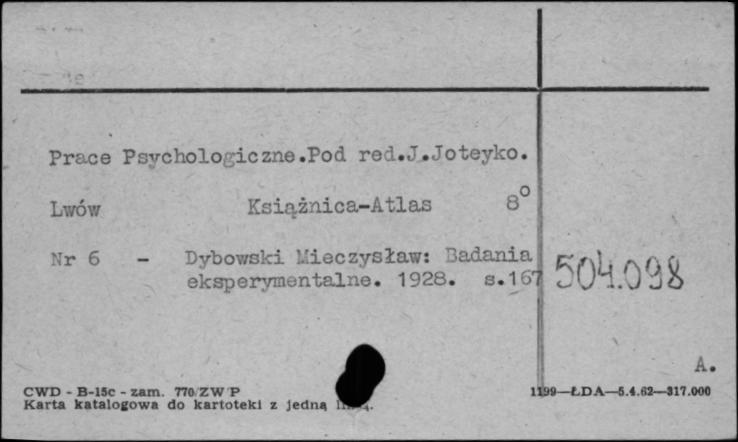 Prace Psychologiczne.Pod red.J.Joteyko.
Lwów Książnica-Atlas 8°
Nr 6 - Dybowski Mieczysław: Badania
eksperymentalne. 1928. s.167
504.098
A.
CWD - B-15c - zam. 770/ZW P
Karta katalogowa do kartoteki z jedną
1199—ŁDA—5.4.62—317.000